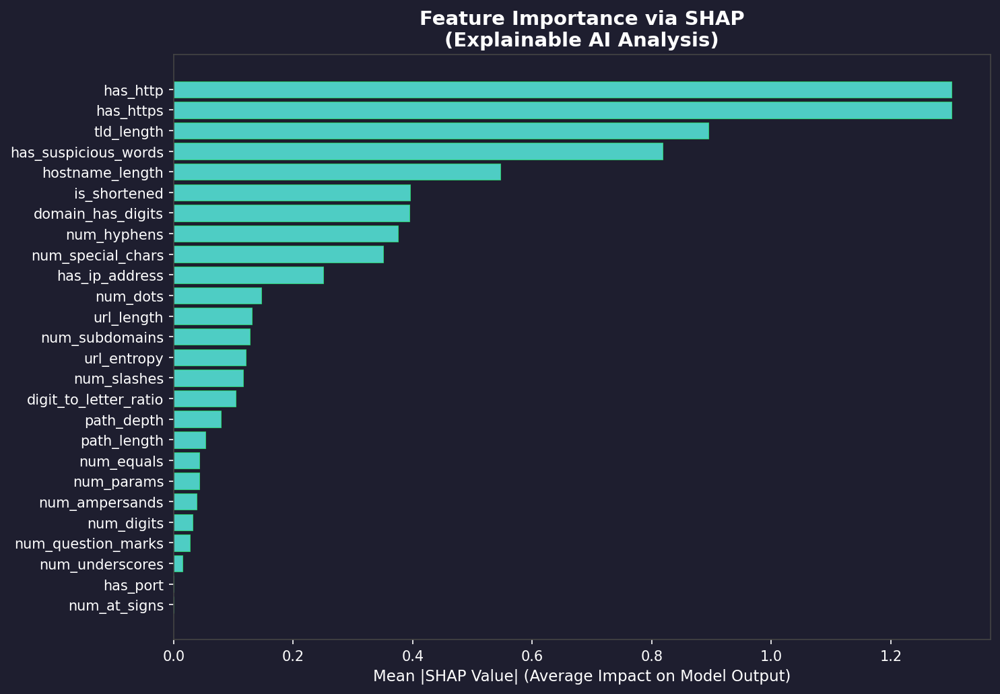 Feature Importance via SHAP
(Explainable AI Analysis)
has_http
has_https
tld_length
has_suspicious_words
hostname_length
is_shortened
domain_has_digits
num_hyphens
num_special_chars
has_ip_address
num_dots
url_length
num_subdomains
url_entropy
num_slashes
digit_to_letter_ratio
path_depth
path_length
num_equals
num_params
num_ampersands
num_digits
num_question_marks
num_underscores
has_port
num_at_signs
0.0 0.2 0.4 0.6 0.8 1.0 1.2
Mean |SHAP Value| (Average Impact on Model Output)